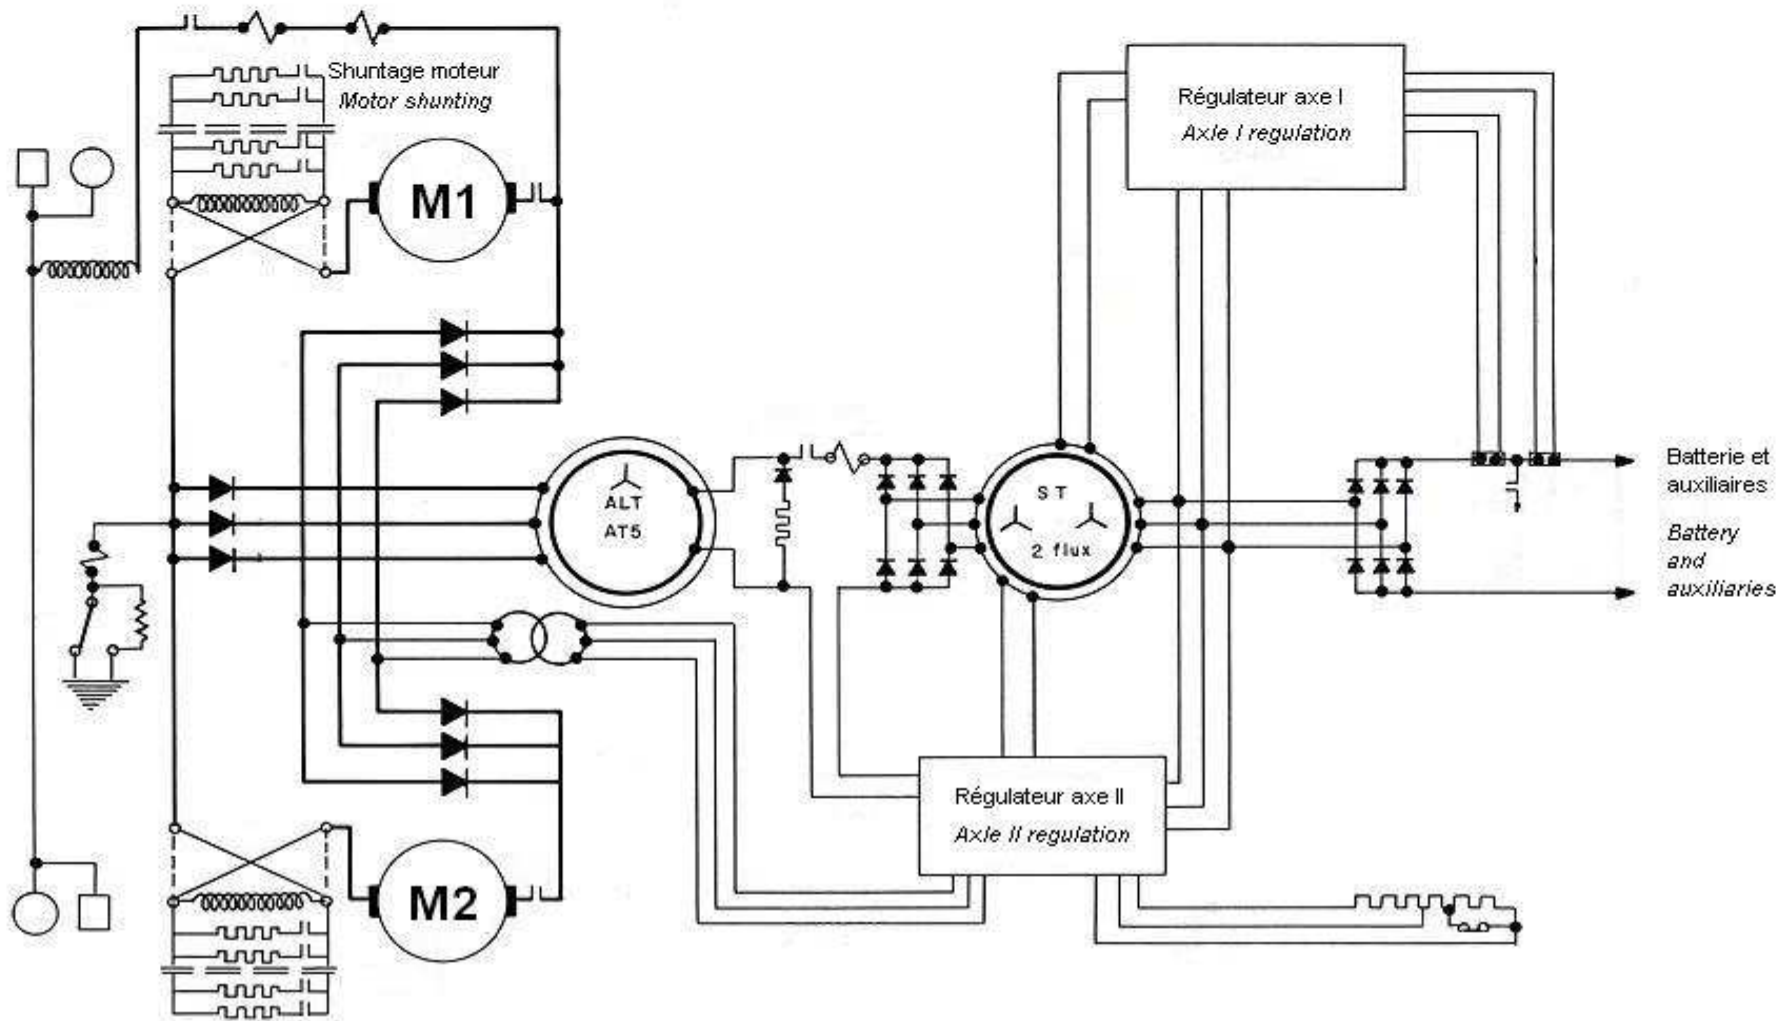 Shuntage moteur
Motor shunting
M1
Régulateur axe I
Axle I regulation
ALT
AT5
S T
2 flux
Batterie et
auxiliaires
Battery
and
auxiliaries
Régulateur axe II
Axle II regulation
M2